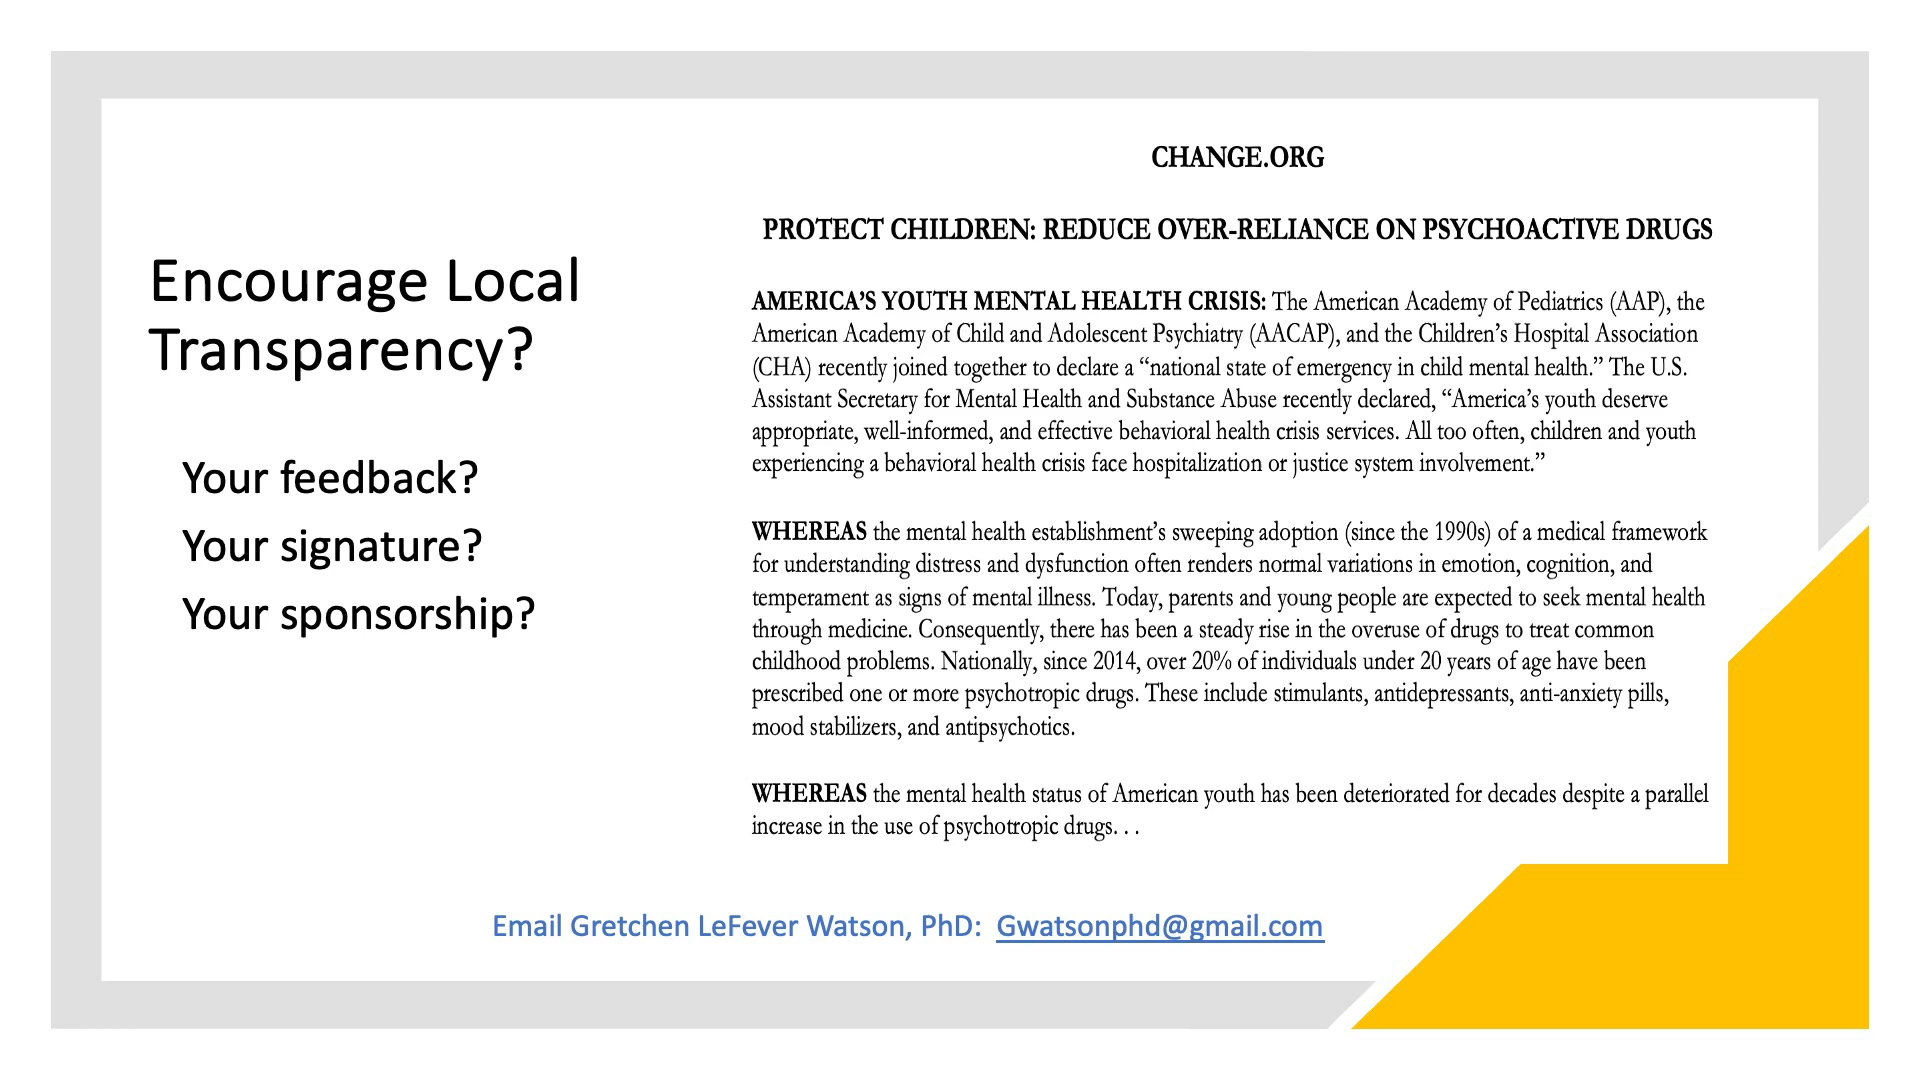 Encourage Local
Transparency?
Your feedback?
Your signature?
Your sponsorship?
CHANGE.ORG
PROTECT CHILDREN: REDUCE OVER-RELIANCE ON PSYCHOACTIVE DRUGS
AMERICA’S YOUTH MENTAL HEALTH CRISIS: The American Academy of Pediatrics (AAP), the
American Academy of Child and Adolescent Psychiatry (AACAP), and the Children’s Hospital Association
(CHA) recently joined together to declare a “national state of emergency in child mental health.” The U.S.
Assistant Secretary for Mental Health and Substance Abuse recently declared, “America’s youth deserve
appropriate, well-informed, and effective behavioral health crisis services. All too often, children and youth
experiencing a behavioral health crisis face hospitalization or justice system involvement.”
WHEREAS the mental health establishment’s sweeping adoption (since the 1990s) of a medical framework
for understanding distress and dysfunction often renders normal variations in emotion, cognition, and
temperament as signs of mental illness. Today, parents and young people are expected to seek mental health
through medicine. Consequently, there has been a steady rise in the overuse of drugs to treat common
childhood problems. Nationally, since 2014, over 20% of individuals under 20 years of age have been
prescribed one or more psychotropic drugs. These include stimulants, antidepressants, anti-anxiety pills,
mood stabilizers, and antipsychotics.
WHEREAS the mental health status of American youth has been deteriorated for decades despite a parallel
increase in the use of psychotropic drugs. . .
Email Gretchen LeFever Watson, PhD: Gwatsonphd@gmail.com